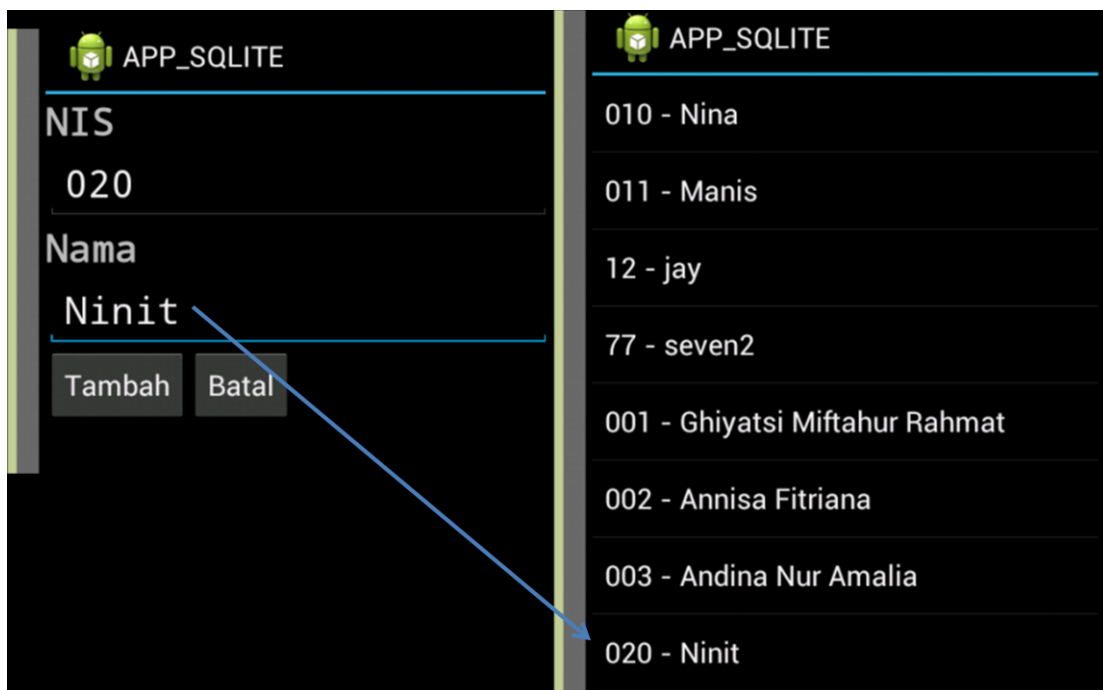 APP_SQLITE
NIS
020
Nama
Ninit
Tambah Batal
APP_SQLITE
010 - Nina
011 - Manis
12 - jay
77 - seven2
001 - Ghiyatsi Miftahur Rahmat
002 - Annisa Fitriana
003 - Andina Nur Amalia
020 - Ninit